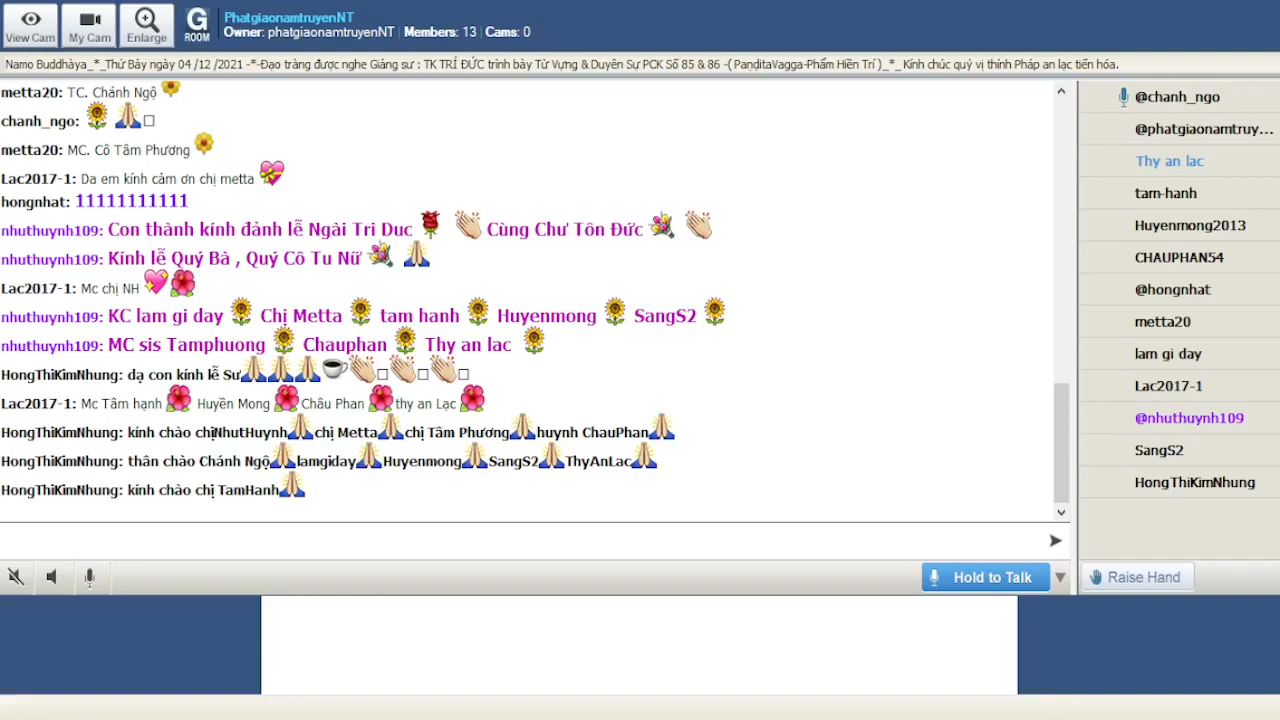 View Cam
My Cam
Enlarge
G ROOM
PhatgiaonamtruyenNT
Owner: phatgiaonamtruyenNT | Members: 13 | Cams: 0
Namo Buddhàya_*_Thứ Bảy ngày 04 /12 /2021 -*-Đạo tràng được nghe Giảng sư : TK TRÍ ĐỨC trình bày Từ Vựng & Duyên Sự PCK Số 85 & 86 -( PaṇḍitaVagga-Phẩm Hiền Trí )_*_ Kính chúc quý vị thính Pháp an lạc tiến hóa.
metta20: TC. Chánh Ngộ
chanh_ngo:
metta20: MC. Cô Tâm Phương
Lac2017-1: Da em kính cảm ơn chị metta
hongnhat: 11111111111
nhuthuynh109: Con thành kính đảnh lễ Ngài Tri Duc Cùng Chư Tôn Đức
nhuthuynh109: Kính lễ Quý Bà , Quý Cô Tu Nữ
Lac2017-1: Mc chị NH
nhuthuynh109: KC lam gi day Chị Metta tam hanh Huyenmong SangS2
nhuthuynh109: MC sis Tamphuong Chauphan Thy an lac
HongThiKimNhung: dạ con kính lễ Sư
Lac2017-1: Mc Tâm hạnh Huyền Mong Châu Phan thy an Lạc
HongThiKimNhung: kính chào chịNhutHuynh chị Metta chị Tâm Phương huynh ChauPhan
HongThiKimNhung: thân chào Chánh Ngộ lamgiday Huyenmong SangS2 ThyAnLac
HongThiKimNhung: kính chào chị TamHanh
@chanh_ngo
@phatgiaonamtruy...
Thy an lac
tam-hanh
Huyenmong2013
CHAUPHAN54
@hongnhat
metta20
lam gi day
Lac2017-1
@nhuthuynh109
SangS2
HongThiKimNhung
Hold to Talk
Raise Hand